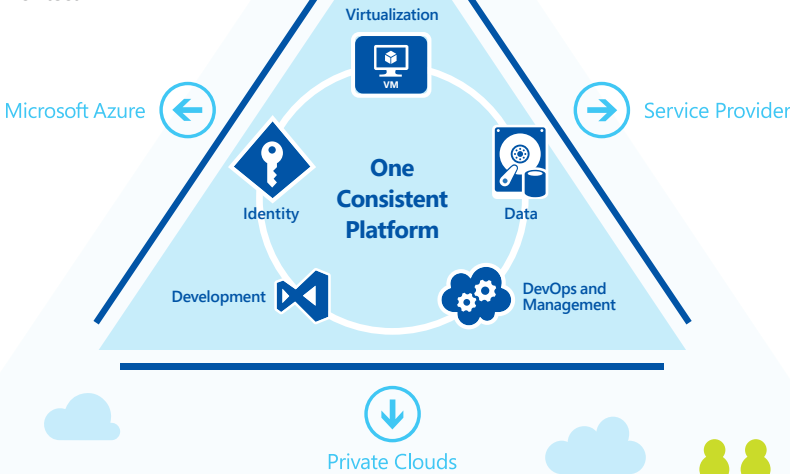 Virtualization
VM
Microsoft Azure
Service Provider
One
Consistent
Platform
Identity
Data
Development
DevOps and
Management
Private Clouds